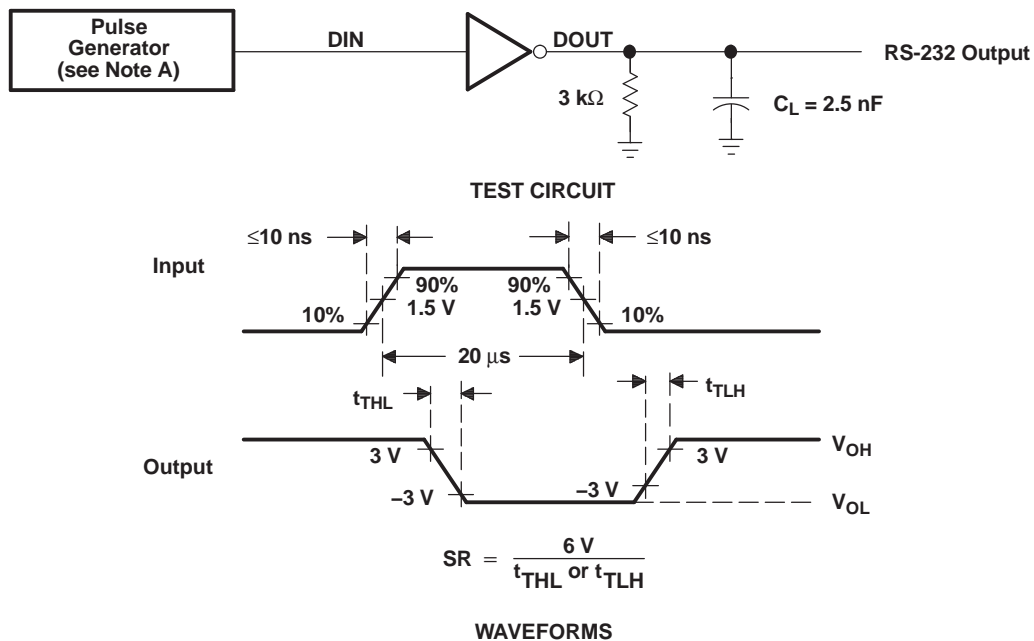 Pulse
Generator
(see Note A)
DIN
DOUT
RS-232 Output
3 kΩ
C_L = 2.5 nF
TEST CIRCUIT
≤10 ns
≤10 ns
Input
90%
90%
1.5 V
1.5 V
10%
10%
20 μs
t_THL
t_TLH
Output
3 V
3 V
V_OH
–3 V
–3 V
V_OL
SR = 6 V / t_THL or t_TLH
WAVEFORMS